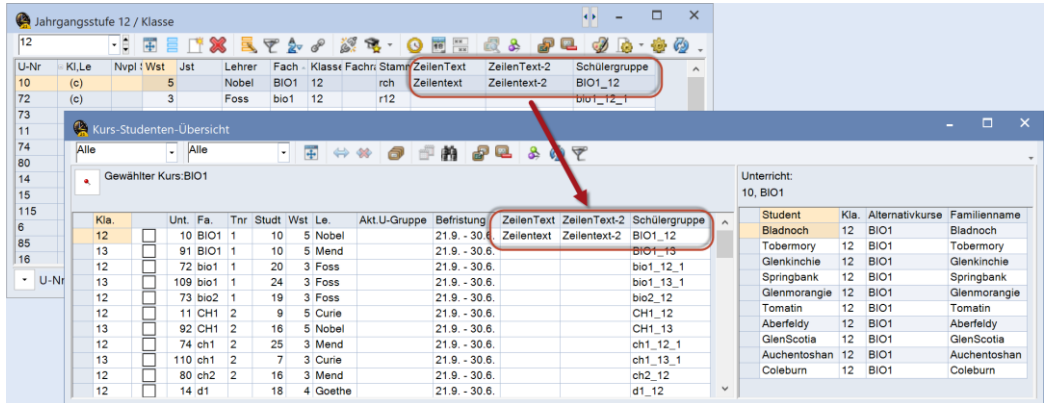 Jahrgangsstufe 12 / Klasse
12
U-Nr Kl,Le Nvpl Wst Jst Lehrer Fach Klasse Fachr Stamm ZeilenText ZeilenText-2 Schülergruppe
10 (c) 5 Nobel BIO1 12 rch Zeilentext Zeilentext-2 BIO1_12
72 (c) 3 Foss bio1 12 r12 bio1_12_1
73
11
74
80
14
15
115
6
85
16
U-Nr
Kurs-Studenten-Übersicht
Alle Alle
Gewählter Kurs:BIO1
Kla. Unt. Fa. Tnr Studt Wst Le. Akt.U-Gruppe Befristung ZeilenText ZeilenText-2 Schülergruppe
12 10 BIO1 1 10 5 Nobel 21.9. - 30.6. Zeilentext Zeilentext-2 BIO1_12
13 91 BIO1 1 10 5 Mend 21.9. - 30.6. BIO1_13
12 72 bio1 1 20 3 Foss 21.9. - 30.6. bio1_12_1
13 109 bio1 1 24 3 Foss 21.9. - 30.6. bio1_13_1
12 73 bio2 1 19 3 Foss 21.9. - 30.6. bio2_12
12 11 CH1 2 9 5 Curie 21.9. - 30.6. CH1_12
13 92 CH1 2 16 5 Nobel 21.9. - 30.6. CH1_13
12 74 ch1 2 25 3 Mend 21.9. - 30.6. ch1_12_1
13 110 ch1 2 7 3 Curie 21.9. - 30.6. ch1_13_1
12 80 ch2 2 16 3 Mend 21.9. - 30.6. ch2_12
12 14 d1 18 4 Goethe 21.9. - 30.6. d1_12
Unterricht:
10, BIO1
Student Kla. Alternativkurse Familienname
Bladnoch 12 BIO1 Bladnoch
Tobermory 12 BIO1 Tobermory
Glenkinchie 12 BIO1 Glenkinchie
Springbank 12 BIO1 Springbank
Glenmorangie 12 BIO1 Glenmorangie
Tomatin 12 BIO1 Tomatin
Aberfeldy 12 BIO1 Aberfeldy
GlenScotia 12 BIO1 GlenScotia
Auchentoshan 12 BIO1 Auchentoshan
Coleburn 12 BIO1 Coleburn